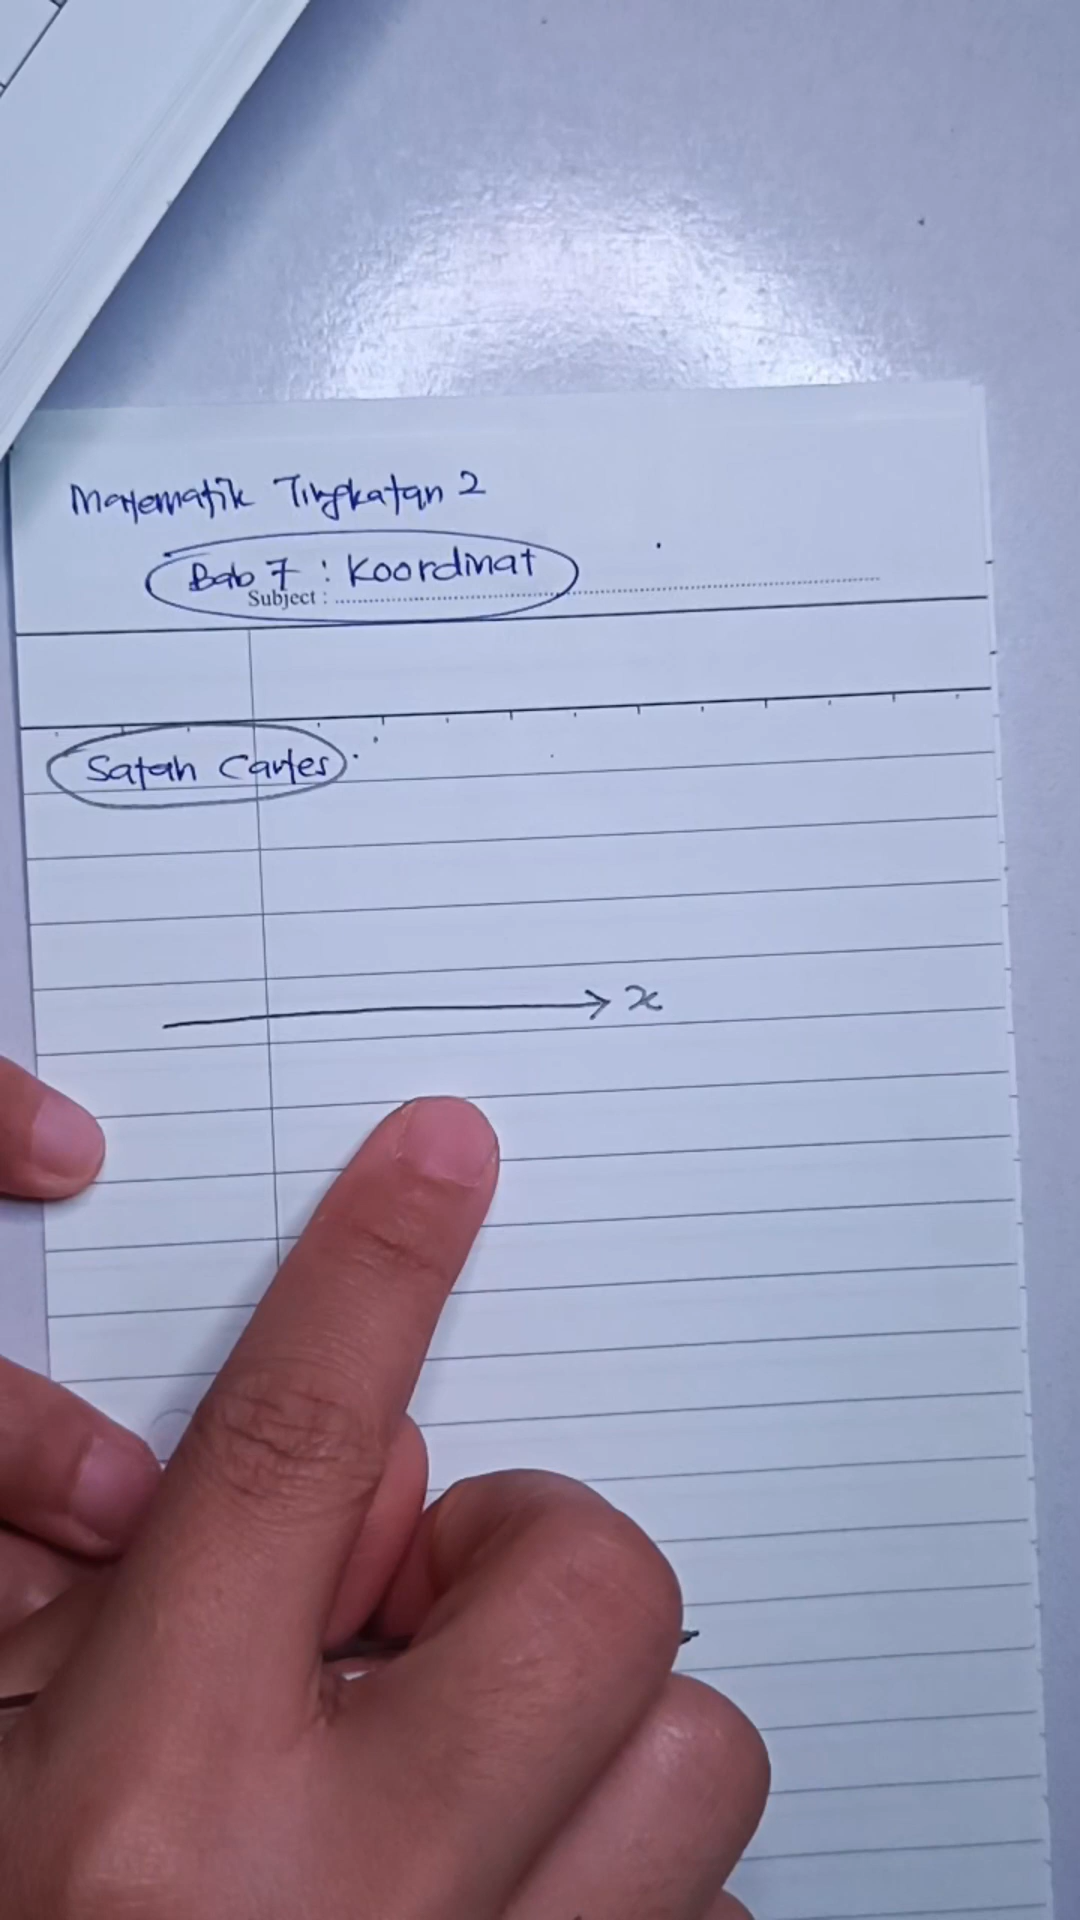 Matematik Tingkatan 2
Bab 7 : Koordinat
Subject :
Satah Cartes
x